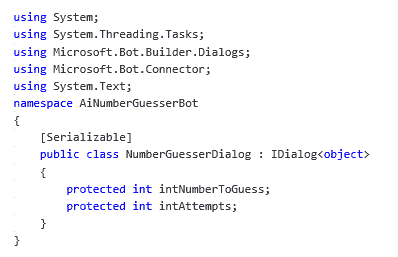 using System;
using System.Threading.Tasks;
using Microsoft.Bot.Builder.Dialogs;
using Microsoft.Bot.Connector;
using System.Text;
namespace AiNumberGuesserBot
{
    [Serializable]
    public class NumberGuesserDialog : IDialog<object>
    {
        protected int intNumberToGuess;
        protected int intAttempts;
    }
}